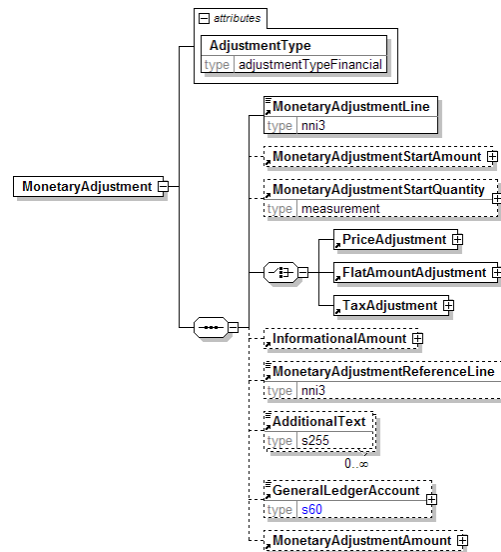 attributes
AdjustmentType
type adjustmentTypeFinancial
MonetaryAdjustmentLine
type nni3
MonetaryAdjustmentStartAmount
MonetaryAdjustment
MonetaryAdjustmentStartQuantity
type measurement
PriceAdjustment
FlatAmountAdjustment
TaxAdjustment
InformationalAmount
MonetaryAdjustmentReferenceLine
type nni3
AdditionalText
type s255
0..∞
GeneralLedgerAccount
type s60
MonetaryAdjustmentAmount